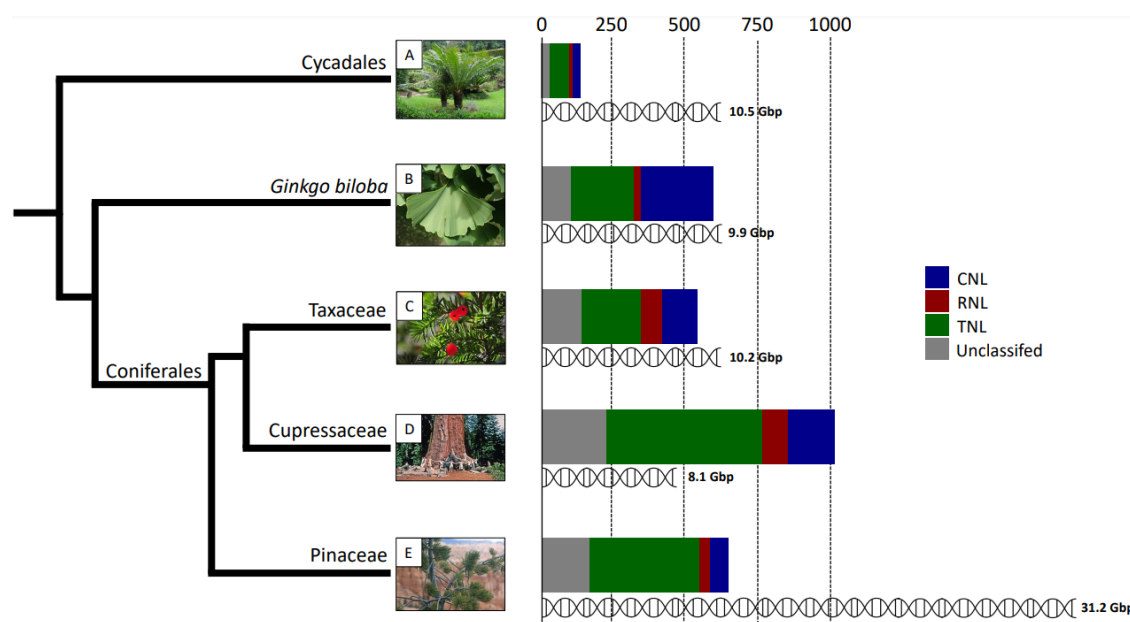 0 250 500 750 1000
Cycadales
A
10.5 Gbp
Ginkgo biloba
B
9.9 Gbp
Taxaceae
C
10.2 Gbp
Coniferales
Cupressaceae
D
8.1 Gbp
Pinaceae
E
31.2 Gbp
CNL
RNL
TNL
Unclassifed